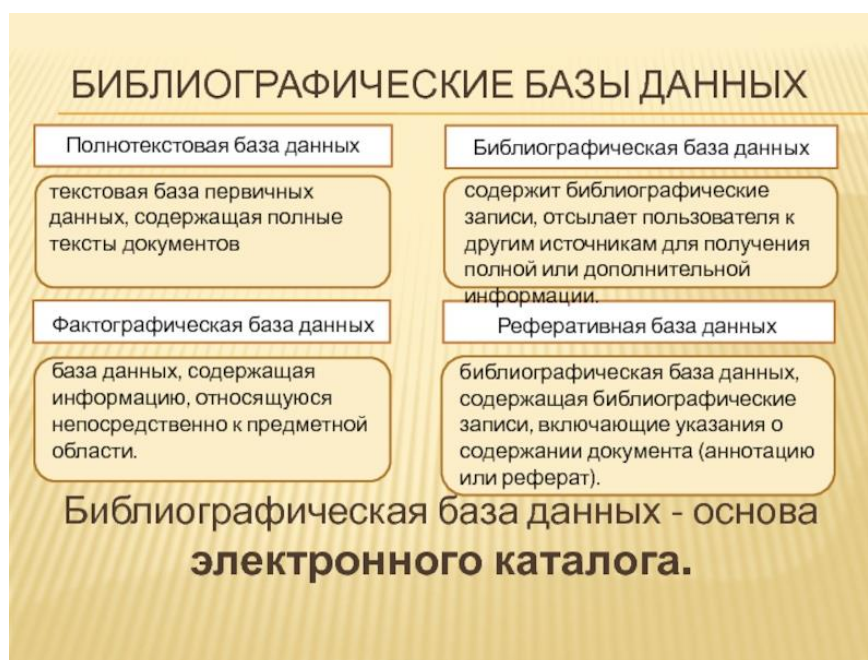 БИБЛИОГРАФИЧЕСКИЕ БАЗЫ ДАННЫХ
Полнотекстовая база данных
текстовая база первичных
данных, содержащая полные
тексты документов
Библиографическая база данных
содержит библиографические
записи, отсылает пользователя к
другим источникам для получения
полной или дополнительной
информации.
Фактографическая база данных
база данных, содержащая
информацию, относящуюся
непосредственно к предметной
области.
Реферативная база данных
библиографическая база данных,
содержащая библиографические
записи, включающие указания о
содержании документа (аннотацию
или реферат).
Библиографическая база данных - основа
электронного каталога.